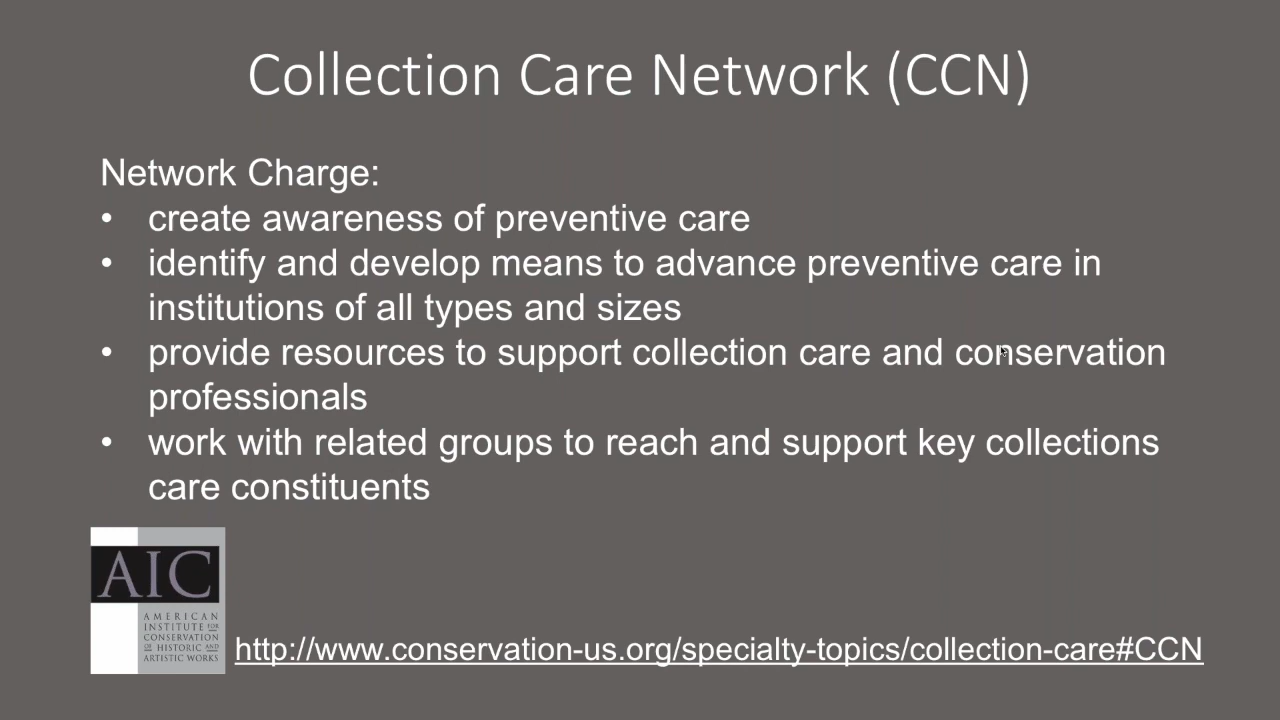 Collection Care Network (CCN)
Network Charge:
• create awareness of preventive care
• identify and develop means to advance preventive care in
institutions of all types and sizes
• provide resources to support collection care and conservation
professionals
• work with related groups to reach and support key collections
care constituents
AIC
AMERICAN
INSTITUTE FOR
CONSERVATION
OF HISTORIC AND
ARTISTIC WORKS
http://www.conservation-us.org/specialty-topics/collection-care#CCN